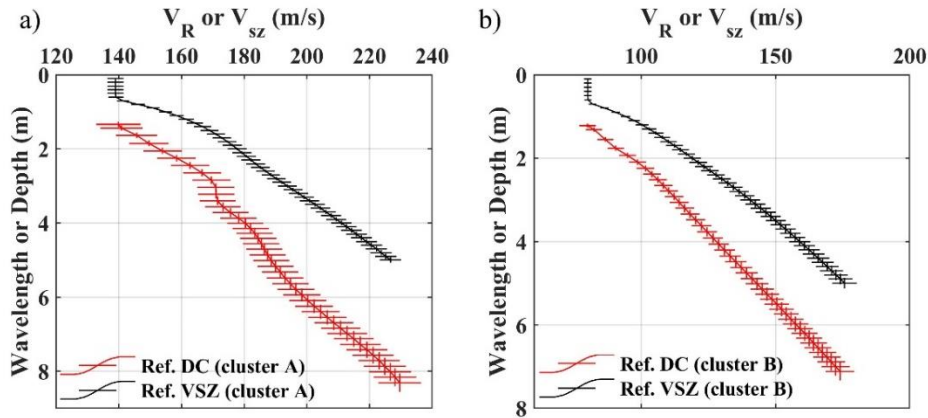 a)
V_R or V_sz (m/s)
120 140 160 180 200 220 240
Wavelength or Depth (m)
0
2
4
6
8
Ref. DC (cluster A)
Ref. VSZ (cluster A)
b)
V_R or V_sz (m/s)
100 150 200
Wavelength or Depth (m)
0
2
4
6
8
Ref. DC (cluster B)
Ref. VSZ (cluster B)